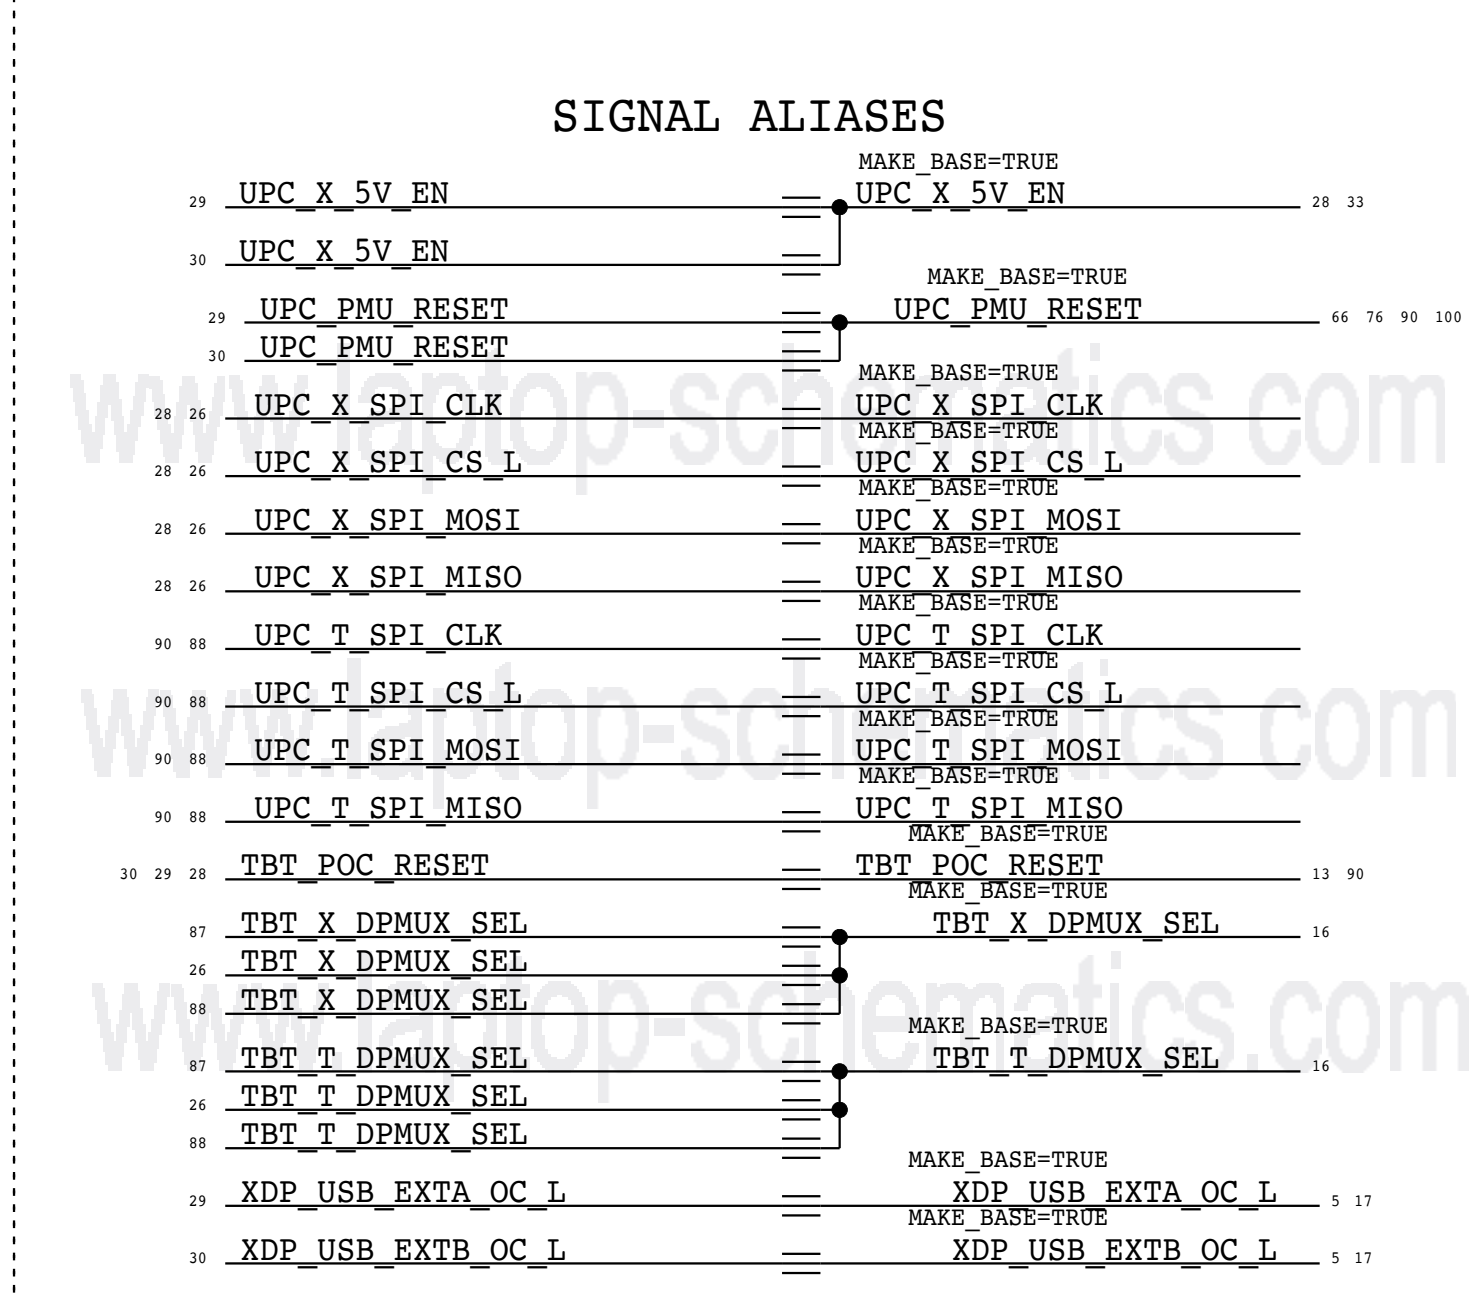 SIGNAL ALIASES
MAKE_BASE=TRUE
29 UPC_X_5V_EN UPC_X_5V_EN 28 33
30 UPC_X_5V_EN
MAKE_BASE=TRUE
29 UPC_PMU_RESET UPC_PMU_RESET 66 76 90 100
30 UPC_PMU_RESET
MAKE_BASE=TRUE
28 26 UPC_X_SPI_CLK UPC_X_SPI_CLK
MAKE_BASE=TRUE
28 26 UPC_X_SPI_CS_L UPC_X_SPI_CS_L
MAKE_BASE=TRUE
28 26 UPC_X_SPI_MOSI UPC_X_SPI_MOSI
MAKE_BASE=TRUE
28 26 UPC_X_SPI_MISO UPC_X_SPI_MISO
MAKE_BASE=TRUE
90 88 UPC_T_SPI_CLK UPC_T_SPI_CLK
MAKE_BASE=TRUE
90 88 UPC_T_SPI_CS_L UPC_T_SPI_CS_L
MAKE_BASE=TRUE
90 88 UPC_T_SPI_MOSI UPC_T_SPI_MOSI
MAKE_BASE=TRUE
90 88 UPC_T_SPI_MISO UPC_T_SPI_MISO
MAKE_BASE=TRUE
30 29 28 TBT_POC_RESET TBT_POC_RESET 13 90
MAKE_BASE=TRUE
87 TBT_X_DPMUX_SEL TBT_X_DPMUX_SEL 16
26 TBT_X_DPMUX_SEL
88 TBT_X_DPMUX_SEL
MAKE_BASE=TRUE
87 TBT_T_DPMUX_SEL TBT_T_DPMUX_SEL 16
26 TBT_T_DPMUX_SEL
88 TBT_T_DPMUX_SEL
MAKE_BASE=TRUE
29 XDP_USB_EXTA_OC_L XDP_USB_EXTA_OC_L 5 17
MAKE_BASE=TRUE
30 XDP_USB_EXTB_OC_L XDP_USB_EXTB_OC_L 5 17
www.laptop-schematics.com
www.laptop-schematics.com
www.laptop-schematics.com